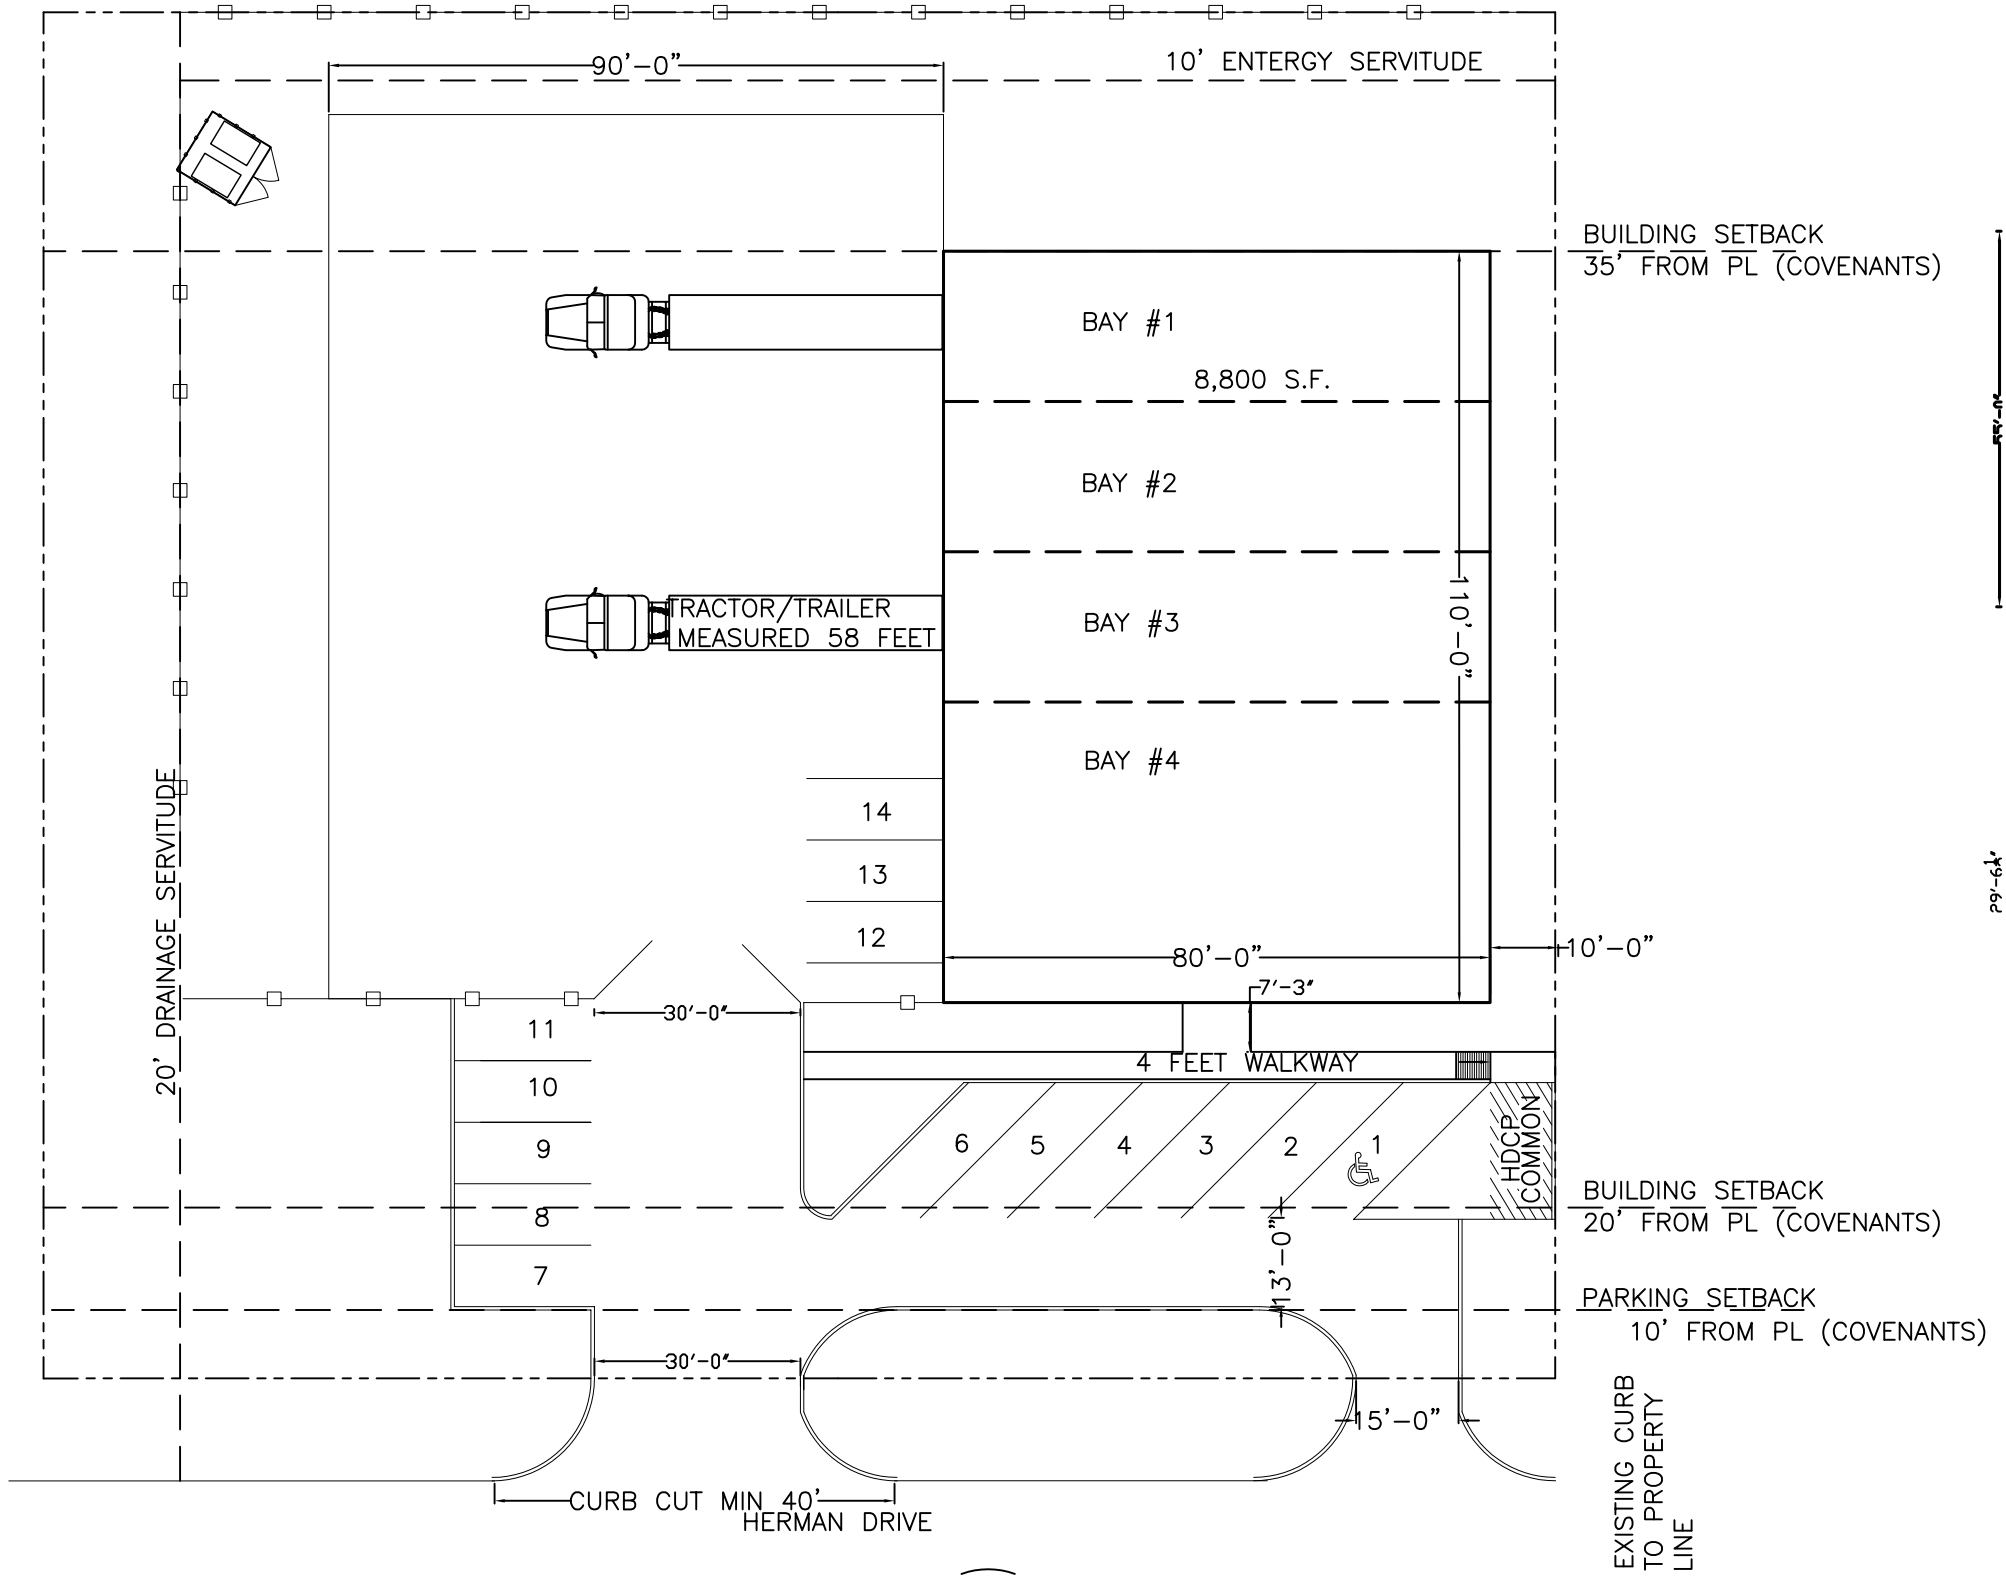 90'-0"
10' ENTERGY SERVITUDE
BUILDING SETBACK
35' FROM PL (COVENANTS)
BAY #1
8,800 S.F.
55'-0"
BAY #2
TRACTOR/TRAILER
MEASURED 58 FEET
BAY #3
110'-0"
BAY #4
14
13
12
20' DRAINAGE SERVITUDE
80'-0"
10'-0"
7'-3"
30'-0"
11
10
9
8
7
4 FEET WALKWAY
6
5
4
3
2
1
HDCP
COMMON
BUILDING SETBACK
20' FROM PL (COVENANTS)
13'-0"
PARKING SETBACK
10' FROM PL (COVENANTS)
30'-0"
15'-0"
EXISTING CURB
TO PROPERTY
LINE
CURB CUT MIN 40'
HERMAN DRIVE